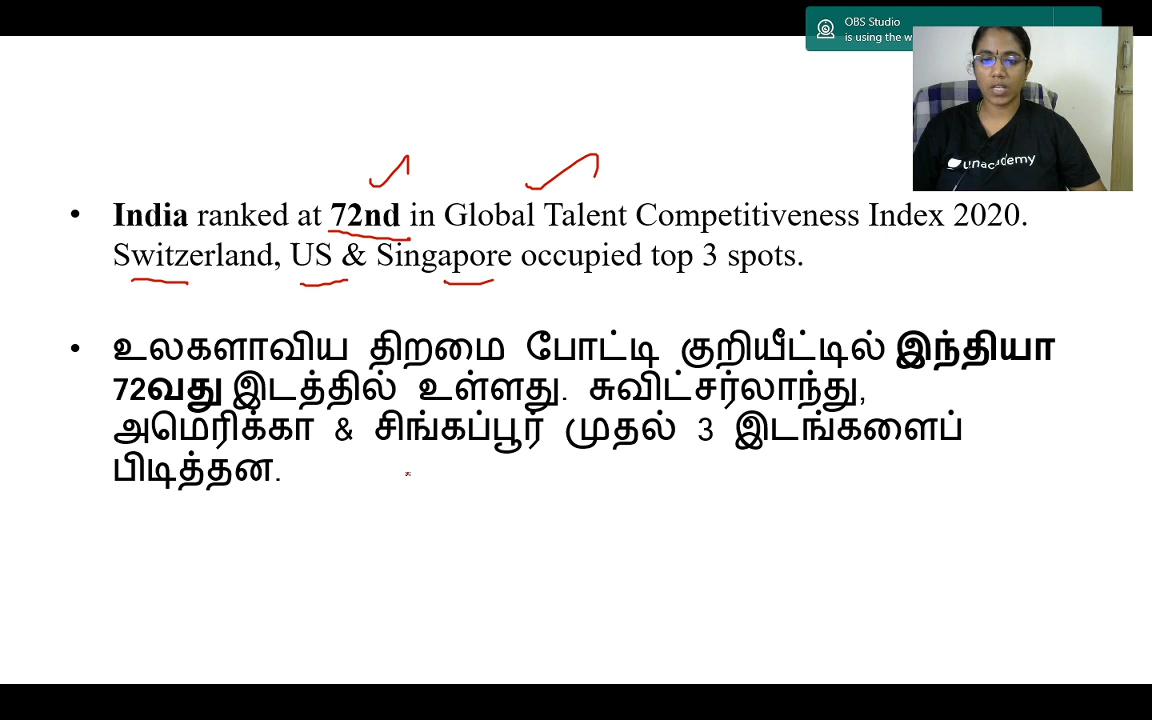 OBS Studio
is using the w
unacademy
• India ranked at 72nd in Global Talent Competitiveness Index 2020.
Switzerland, US & Singapore occupied top 3 spots.
• உலகளாவிய திறமை போட்டி குறியீட்டில் இந்தியா
72வது இடத்தில் உள்ளது. சுவிட்சர்லாந்து,
அமெரிக்கா & சிங்கப்பூர் முதல் 3 இடங்களைப்
பிடித்தன.